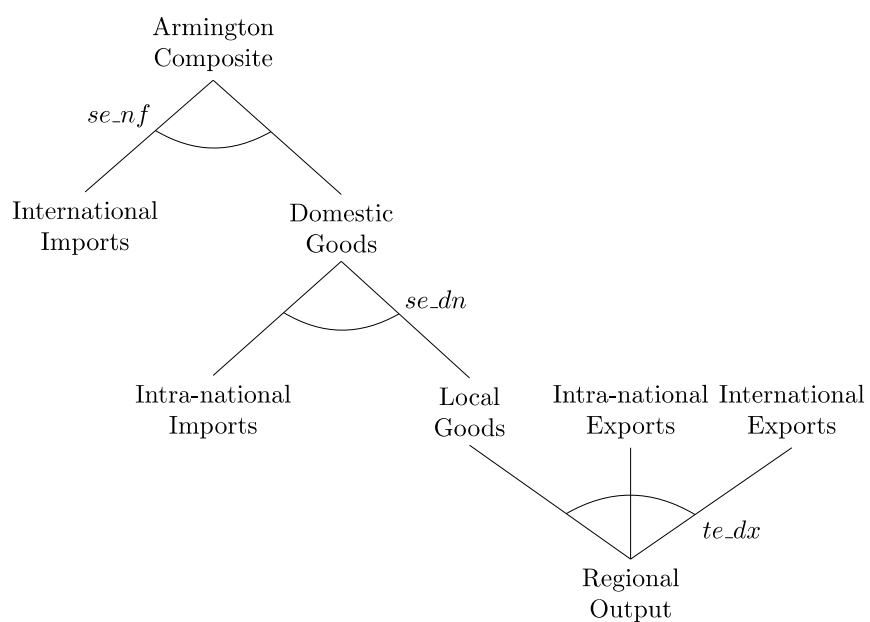 Armington
Composite
se_nf
International
Imports
Domestic
Goods
se_dn
Intra-national
Imports
Local
Goods
Intra-national
Exports
International
Exports
te_dx
Regional
Output